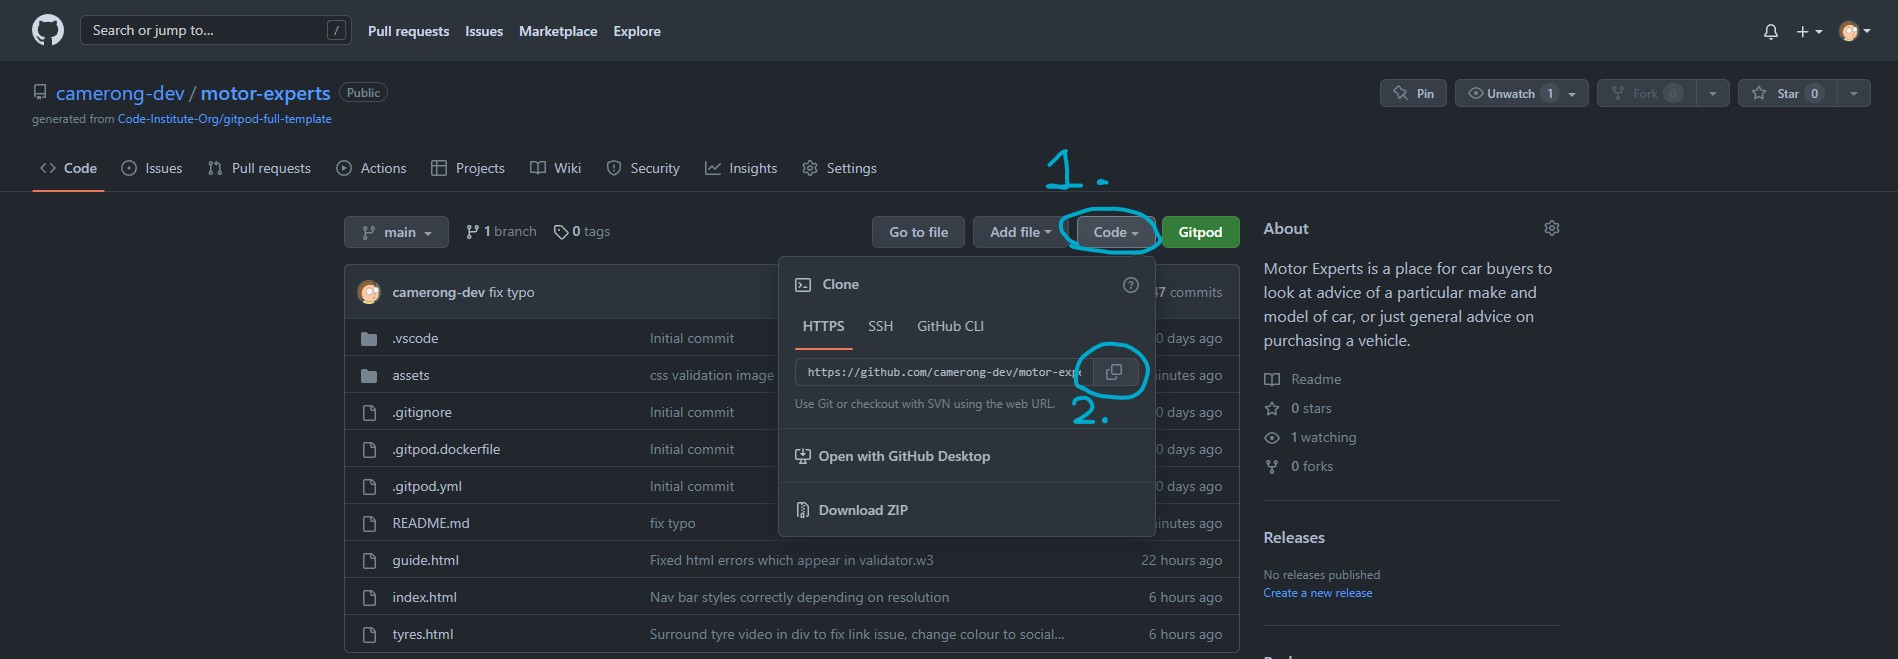 Search or jump to... /
Pull requests Issues Marketplace Explore
camerong-dev / motor-experts Public
generated from Code-Institute-Org/gitpod-full-template
Pin Unwatch 1 Fork 0 Star 0
Code Issues Pull requests Actions Projects Wiki Security Insights Settings
1.
main 1 branch 0 tags Go to file Add file Code Gitpod
camerong-dev fix typo 47 commits
.vscode Initial commit 0 days ago
assets css validation image inutes ago
.gitignore Initial commit 0 days ago
.gitpod.dockerfile Initial commit 0 days ago
.gitpod.yml Initial commit 0 days ago
README.md fix typo inutes ago
guide.html Fixed html errors which appear in validator.w3 22 hours ago
index.html Nav bar styles correctly depending on resolution 6 hours ago
tyres.html Surround tyre video in div to fix link issue, change colour to social... 6 hours ago
Clone
HTTPS SSH GitHub CLI
https://github.com/camerong-dev/motor-expe
Use Git or checkout with SVN using the web URL.
2.
Open with GitHub Desktop
Download ZIP
About
Motor Experts is a place for car buyers to
look at advice of a particular make and
model of car, or just general advice on
purchasing a vehicle.
Readme
0 stars
1 watching
0 forks
Releases
No releases published
Create a new release